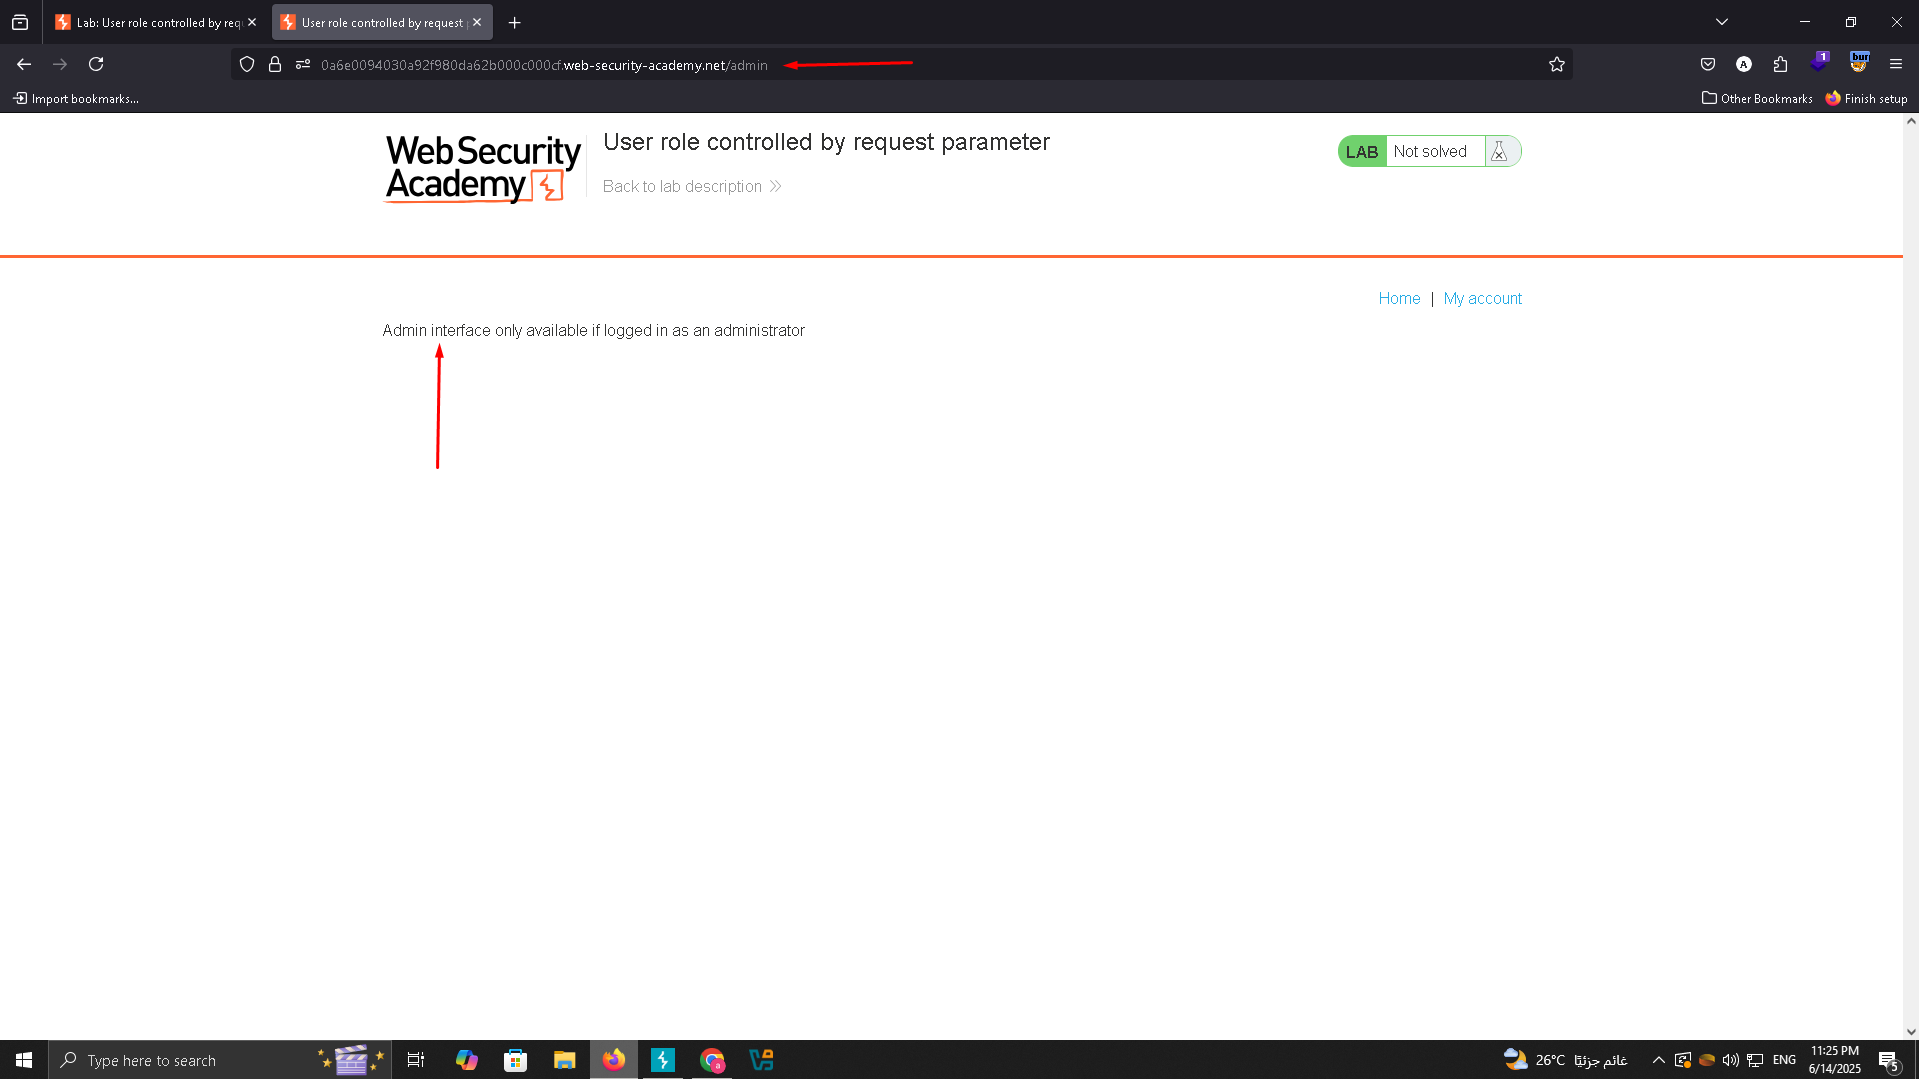 Lab: User role controlled by req
User role controlled by request
0a6e0094030a92f980da62b000c000cf.web-security-academy.net/admin
A
1
bur
Import bookmarks...
Other Bookmarks
Finish setup
Web Security
Academy
User role controlled by request parameter
Back to lab description
LAB
Not solved
Home | My account
Admin interface only available if logged in as an administrator
Type here to search
a
26°C
غائم جزئيًا
ENG
11:25 PM
6/14/2025
5